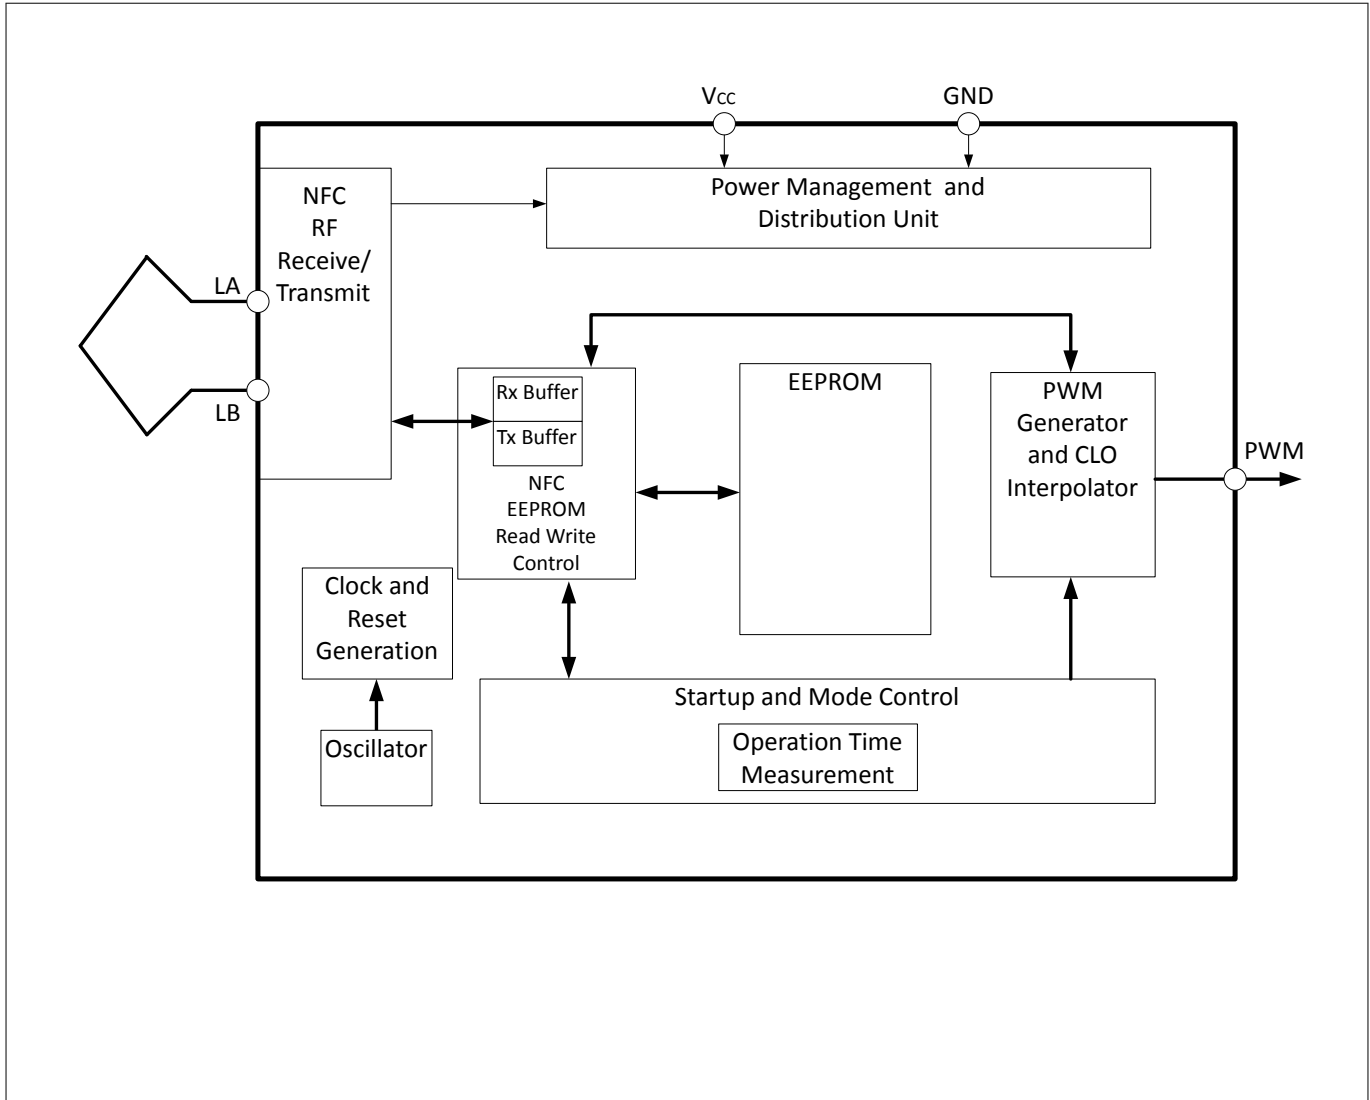 Vcc
GND
NFC
RF
Receive/
Transmit
Power Management and
Distribution Unit
LA
LB
Rx Buffer
Tx Buffer
NFC
EEPROM
Read Write
Control
EEPROM
PWM
Generator
and CLO
Interpolator
PWM
Clock and
Reset
Generation
Oscillator
Startup and Mode Control
Operation Time
Measurement